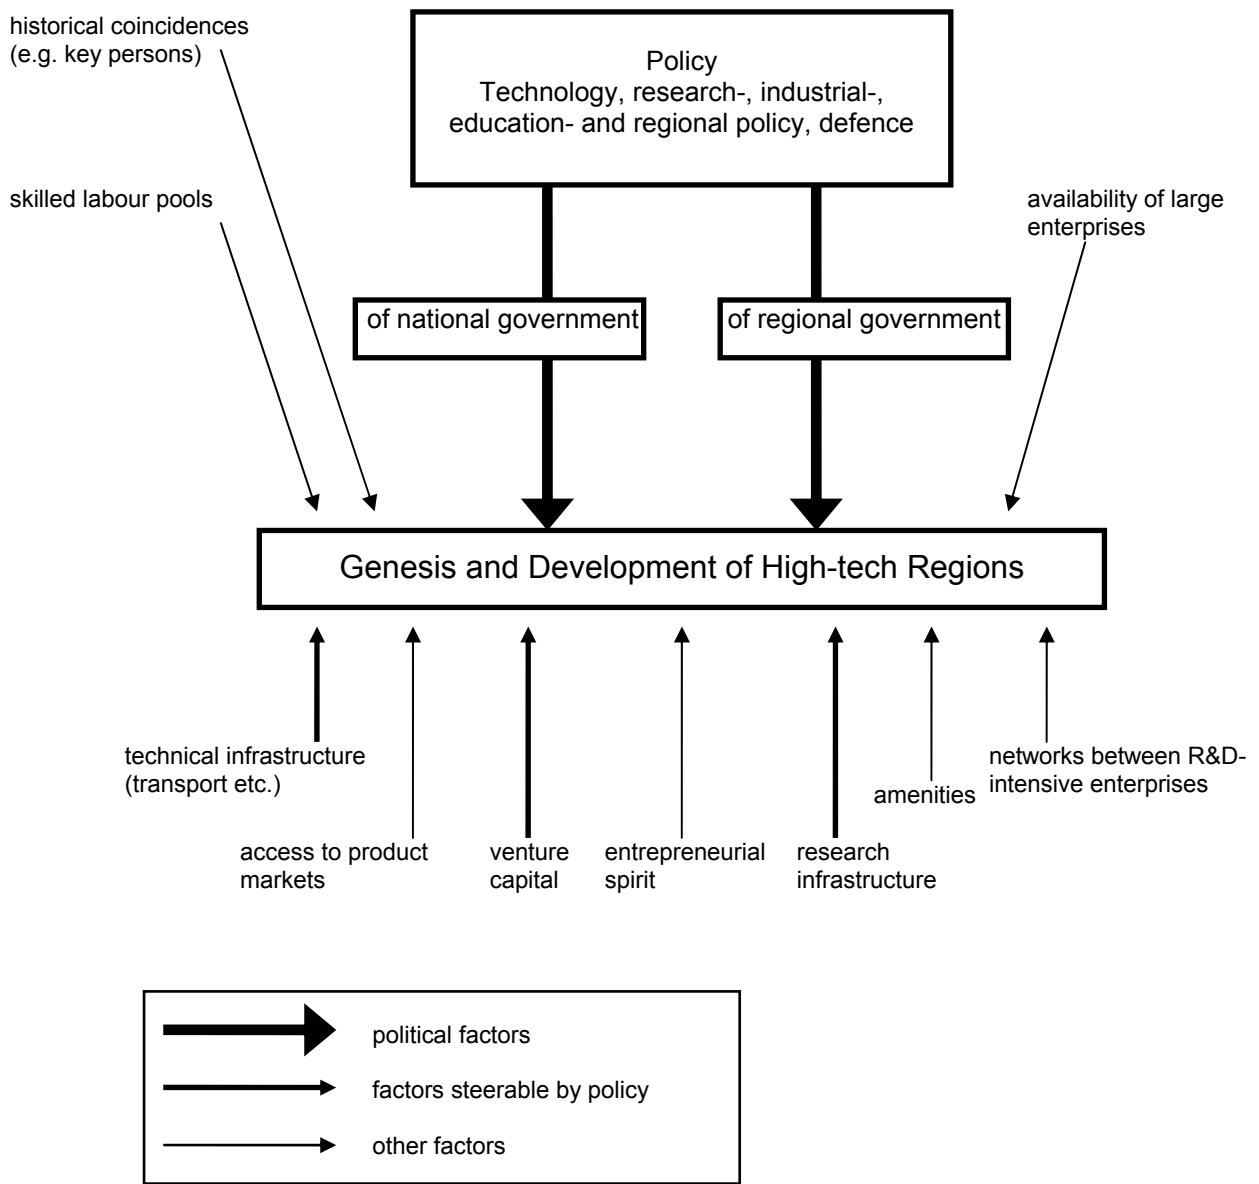 historical coincidences
(e.g. key persons)
Policy
Technology, research-, industrial-,
education- and regional policy, defence
skilled labour pools
availability of large
enterprises
of national government
of regional government
Genesis and Development of High-tech Regions
technical infrastructure
(transport etc.)
networks between R&D-
intensive enterprises
amenities
access to product
markets
venture
capital
entrepreneurial
spirit
research
infrastructure
political factors
factors steerable by policy
other factors